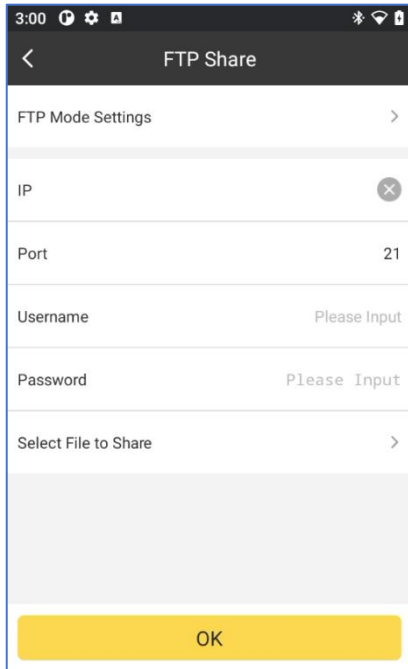 3:00
FTP Share
FTP Mode Settings
IP
Port 21
Username Please Input
Password Please Input
Select File to Share
OK